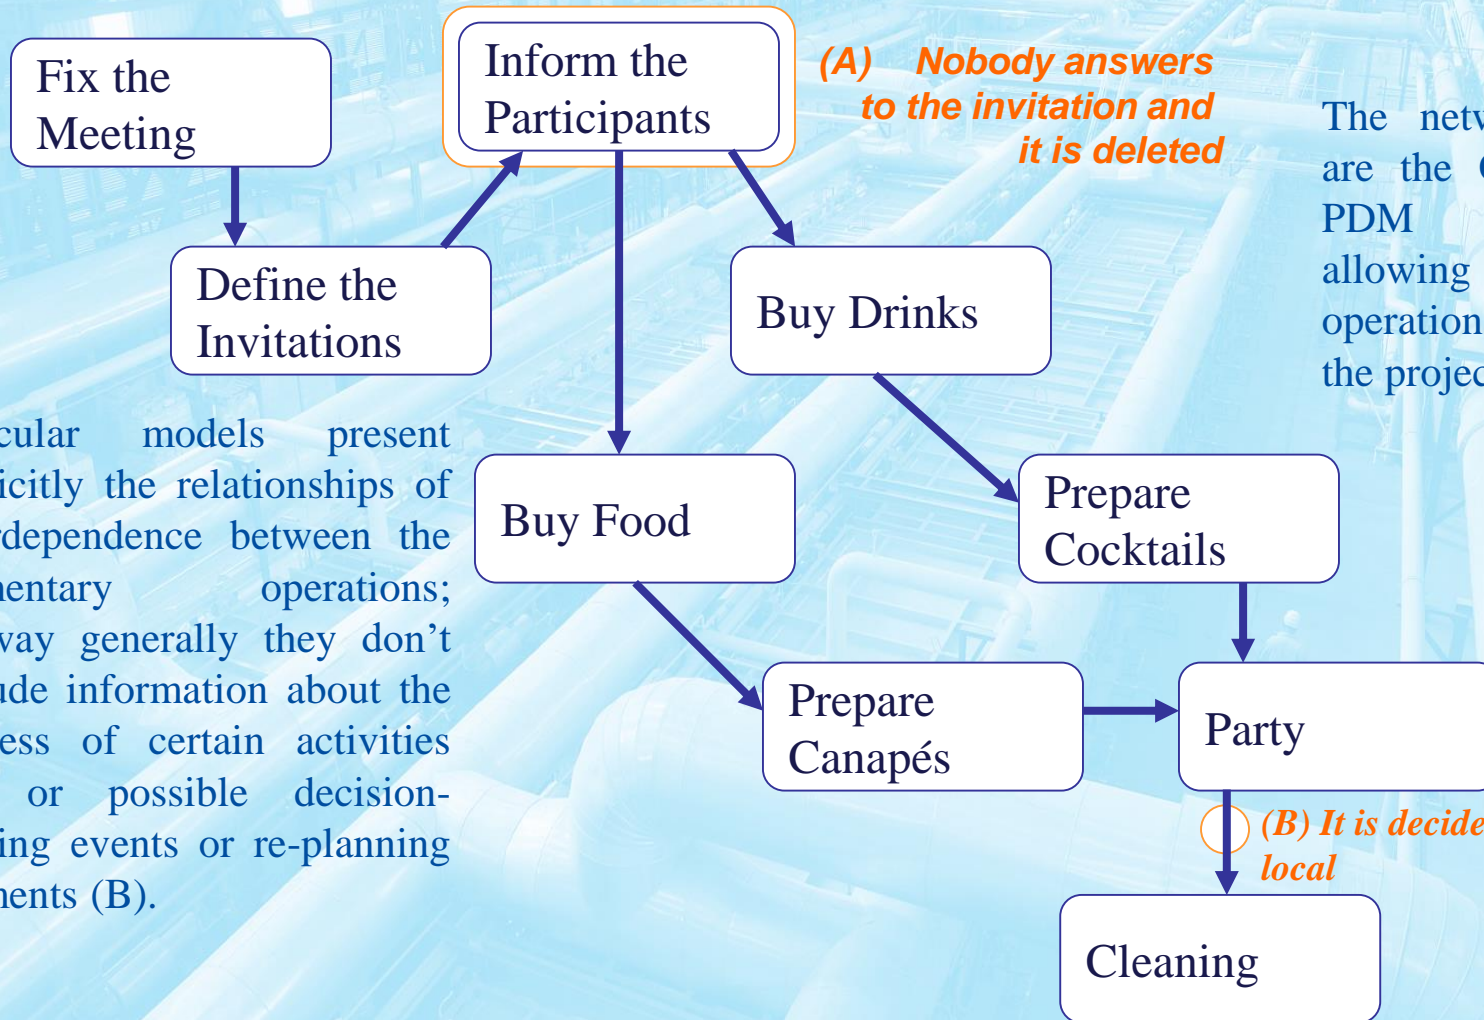 Fix the
Meeting
Inform the
Participants
(A) Nobody answers
to the invitation and
it is deleted
The
are the
PDM
allowing
operation
the
Define the
Invitations
Buy Drinks
models present
the relationships of
between the
operations;
generally they don't
information about the
of certain activities
or possible decision-
events or re-planning
(B).
Buy Food
Prepare
Cocktails
Prepare
Canapés
Party
(B) It is
local
Cleaning